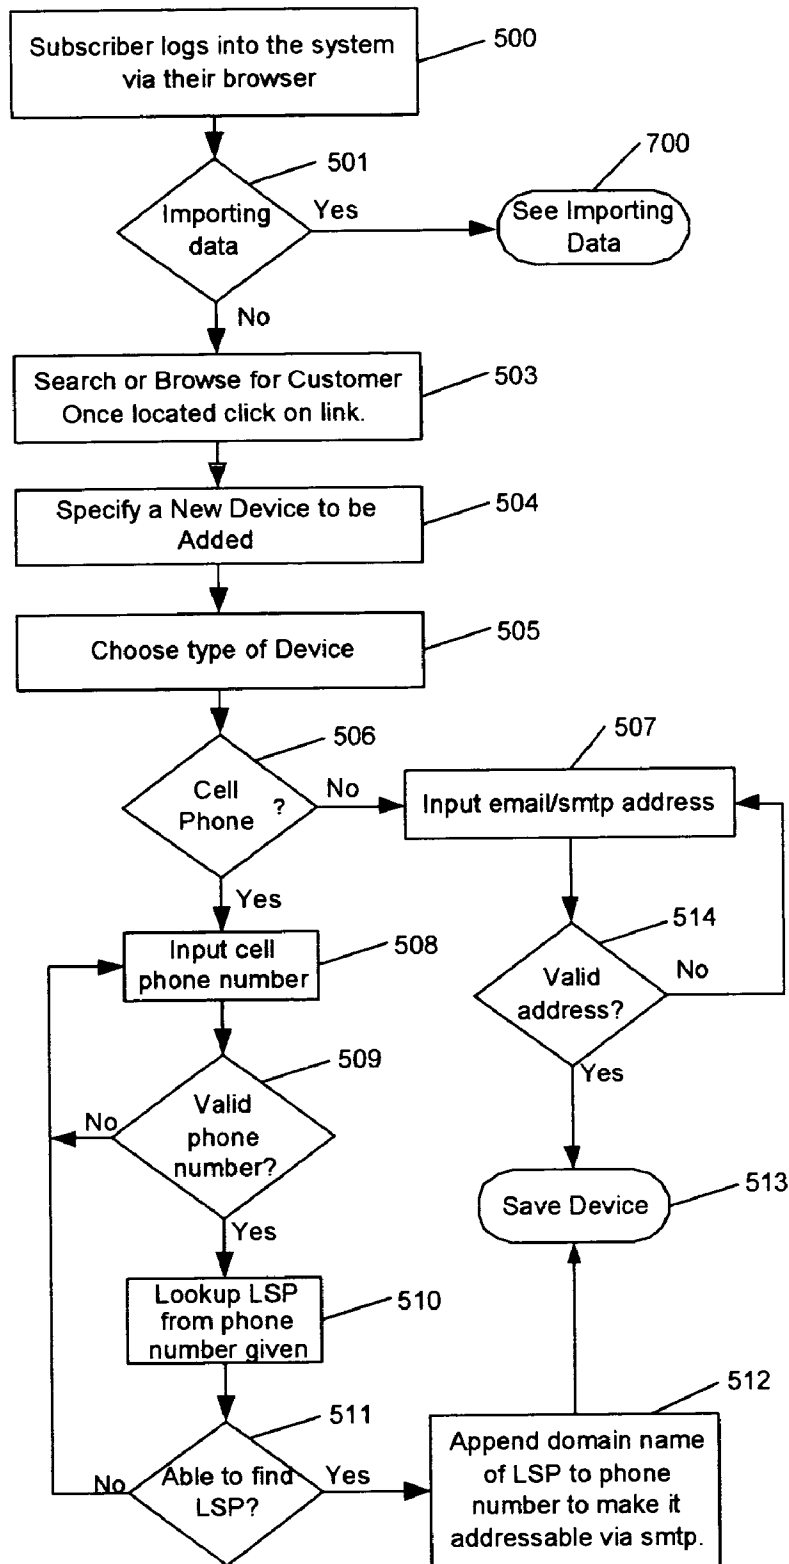 Subscriber logs into the system
via their browser
500
501
Importing
data
Yes
700
See Importing
Data
No
Search or Browse for Customer
Once located click on link.
503
Specify a New Device to be
Added
504
Choose type of Device
505
506
Cell
Phone ?
No
507
Input email/smtp address
Yes
514
Valid
address?
No
Yes
Input cell
phone number
508
509
Valid
phone
number?
No
Yes
Save Device
513
Lookup LSP
from phone
number given
510
511
Able to find
LSP?
No
Yes
512
Append domain name
of LSP to phone
number to make it
addressable via smtp.